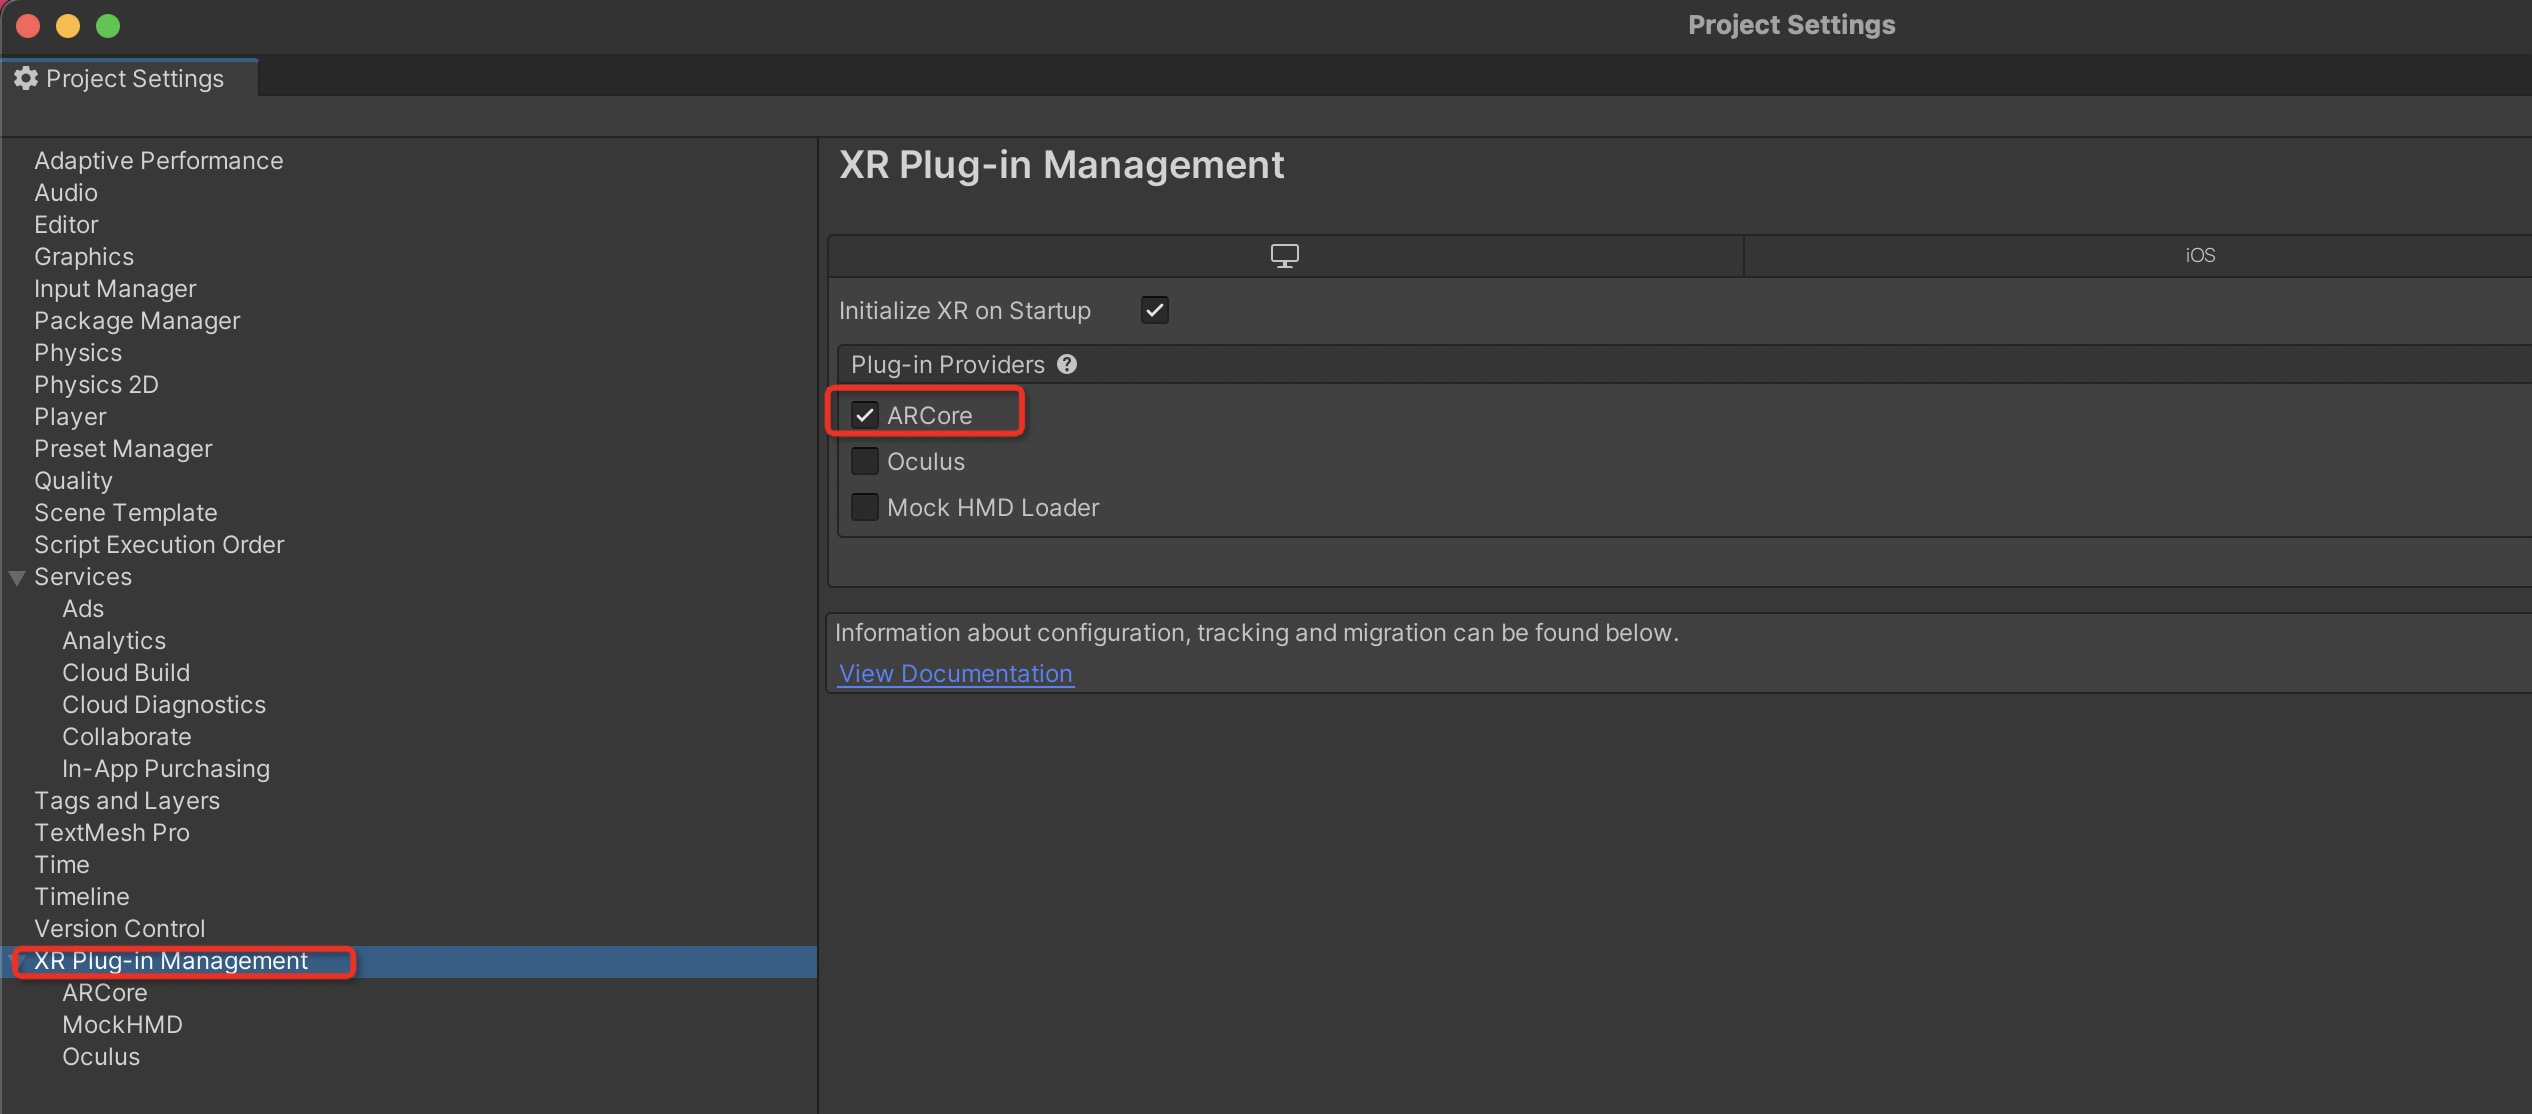 Project Settings
Project Settings
Adaptive Performance
Audio
Editor
Graphics
Input Manager
Package Manager
Physics
Physics 2D
Player
Preset Manager
Quality
Scene Template
Script Execution Order
Services
Ads
Analytics
Cloud Build
Cloud Diagnostics
Collaborate
In-App Purchasing
Tags and Layers
TextMesh Pro
Time
Timeline
Version Control
XR Plug-in Management
ARCore
MockHMD
Oculus
XR Plug-in Management
iOS
Initialize XR on Startup
Plug-in Providers
ARCore
Oculus
Mock HMD Loader
Information about configuration, tracking and migration can be found below.
View Documentation